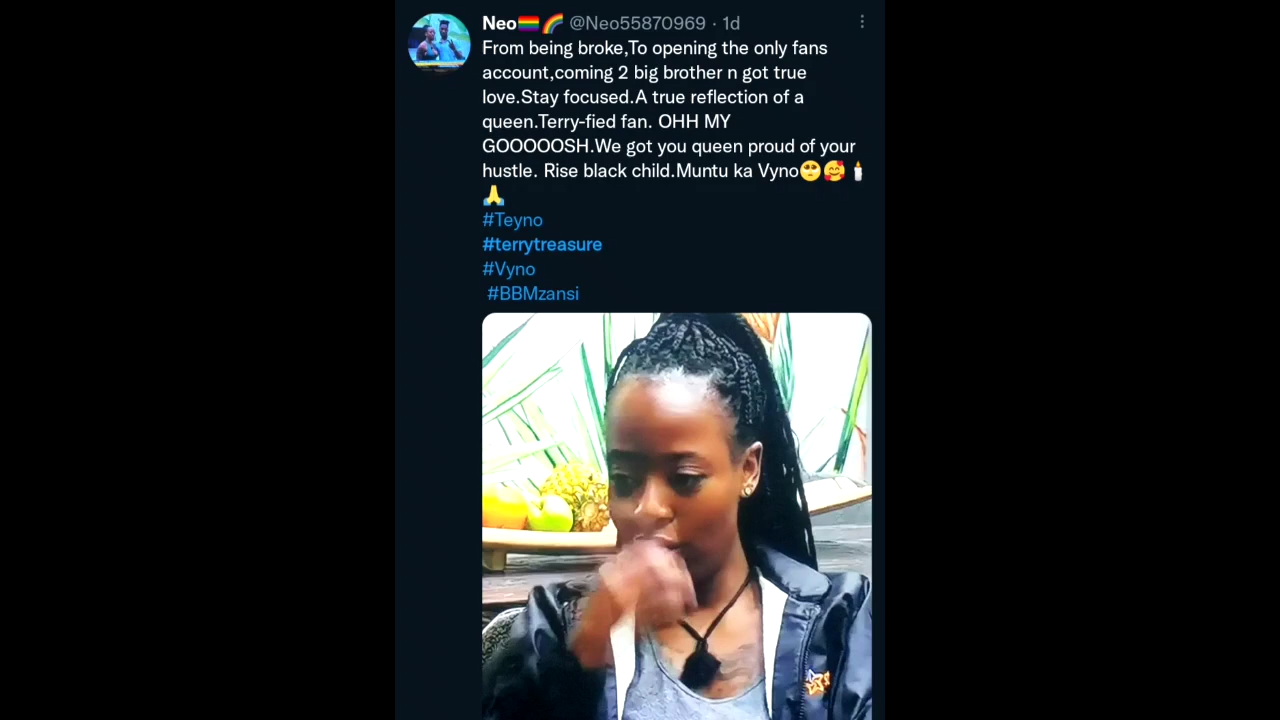 Neo🏳️‍🌈🌈 @Neo55870969 · 1d
From being broke,To opening the only fans
account,coming 2 big brother n got true
love.Stay focused.A true reflection of a
queen.Terry-fied fan. OHH MY
GOOOOOSH.We got you queen proud of your
hustle. Rise black child.Muntu ka Vyno🥺🥰🕯️
🙏
#Teyno
#terrytreasure
#Vyno
#BBMzansi